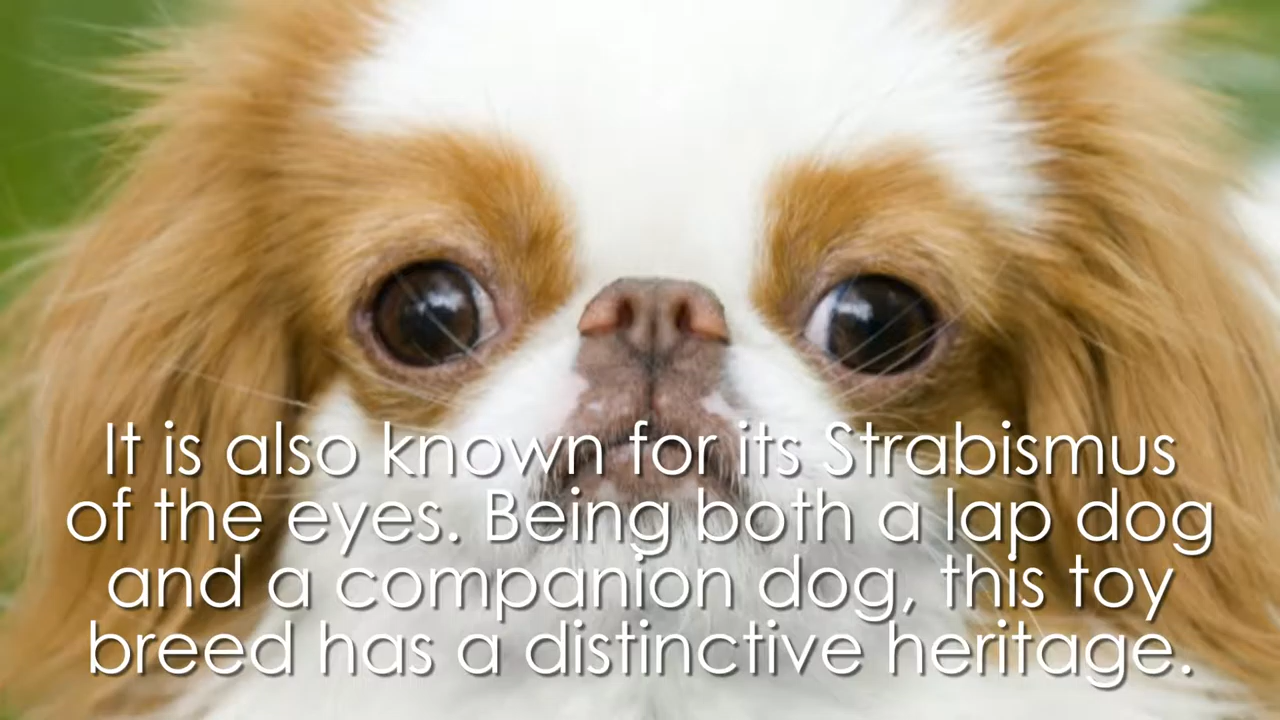 It is also known for its Strabismus
of the eyes. Being both a lap dog
and a companion dog, this toy
breed has a distinctive heritage.